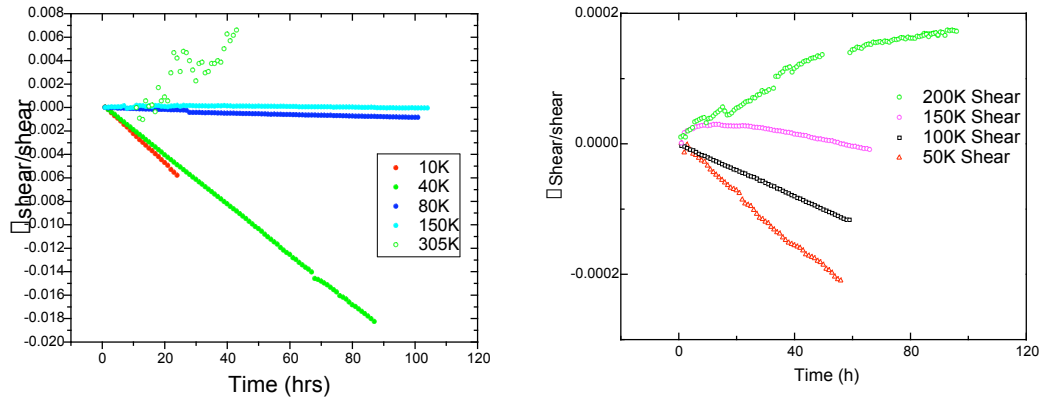 0.008
0.006
0.004
0.002
0.000
-0.002
-0.004
-0.006
-0.008
-0.010
-0.012
-0.014
-0.016
-0.018
-0.020
□shear/shear
0 20 40 60 80 100 120
Time (hrs)
10K
40K
80K
150K
305K
0.0002
0.0000
-0.0002
□ Shear/shear
0 40 80 120
Time (h)
200K Shear
150K Shear
100K Shear
50K Shear